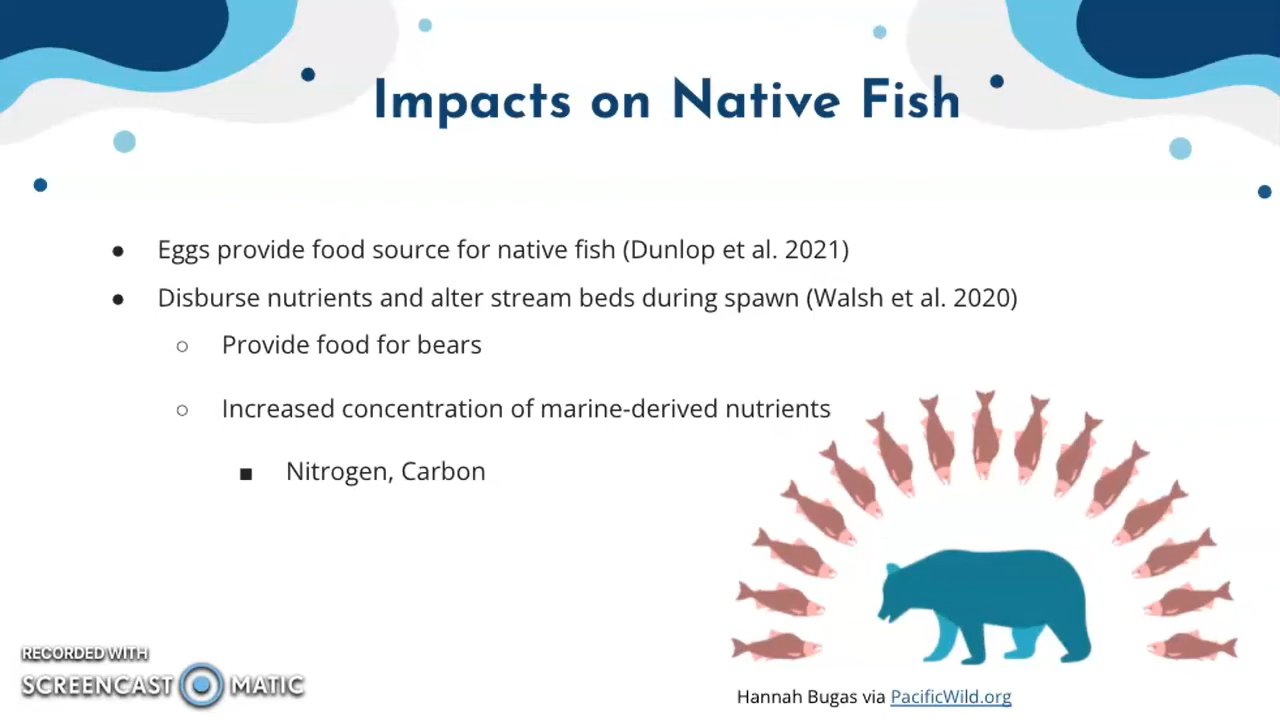 Impacts on Native Fish
● Eggs provide food source for native fish (Dunlop et al. 2021)
● Disburse nutrients and alter stream beds during spawn (Walsh et al. 2020)
○ Provide food for bears
○ Increased concentration of marine-derived nutrients
■ Nitrogen, Carbon
RECORDED WITH
SCREENCAST MATIC
Hannah Bugas via PacificWild.org